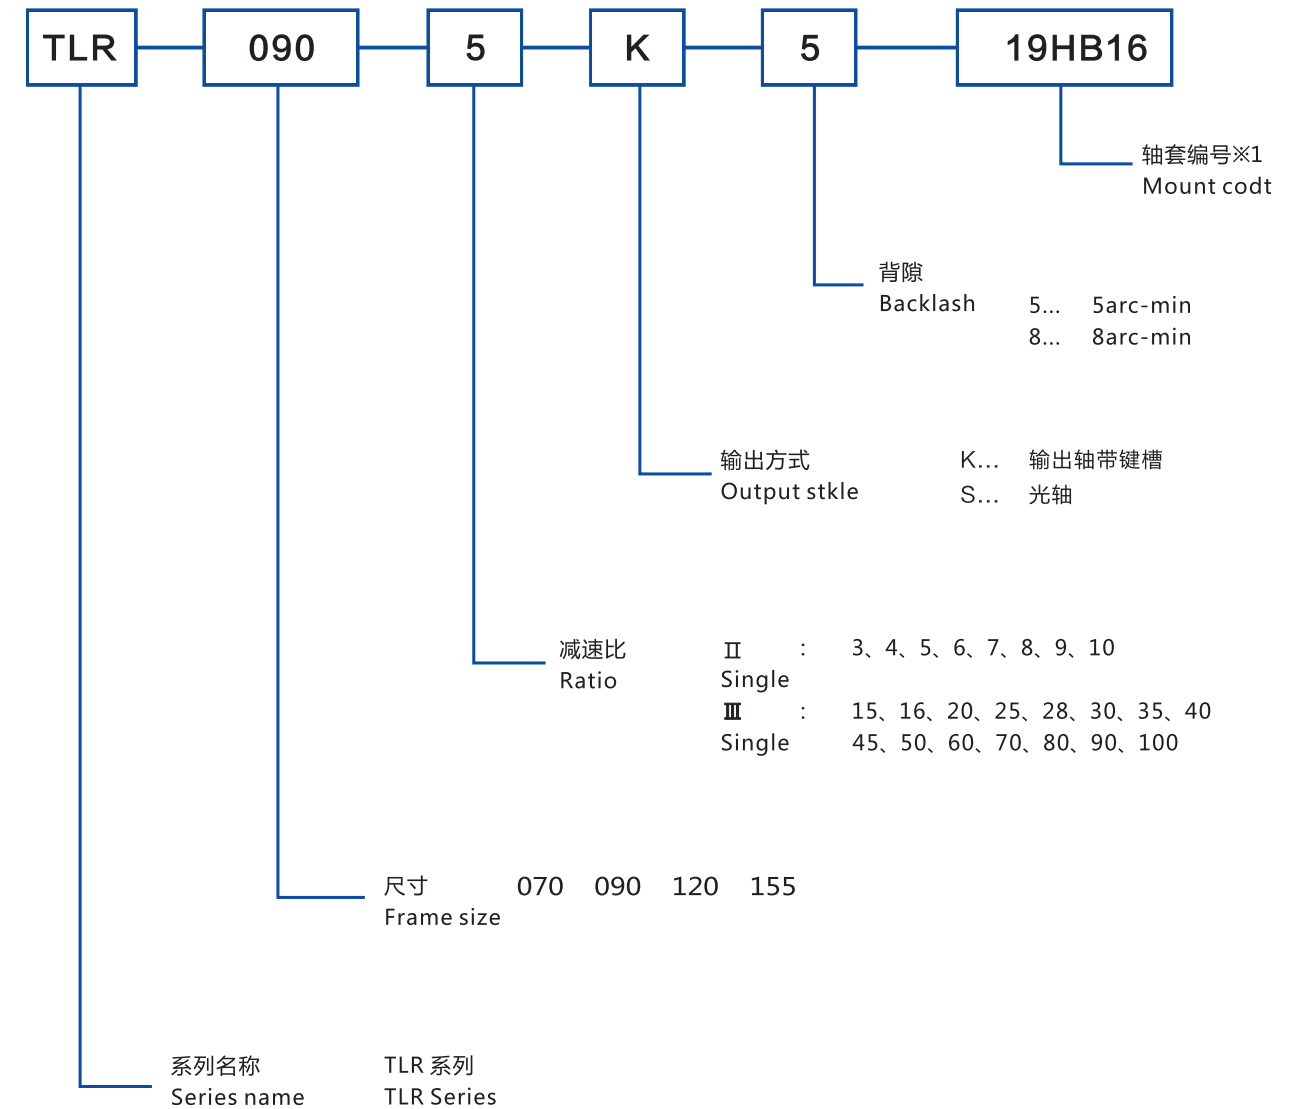 TLR 090 5 K 5 19HB16
轴套编号※1
Mount codt
背隙
Backlash 5... 5arc-min
8... 8arc-min
输出方式 K... 输出轴带键槽
Output stkle S... 光轴
减速比 Ⅱ : 3、4、5、6、7、8、9、10
Ratio Single
Ⅲ : 15、16、20、25、28、30、35、40
Single 45、50、60、70、80、90、100
尺寸 070 090 120 155
Frame size
系列名称 TLR 系列
Series name TLR Series